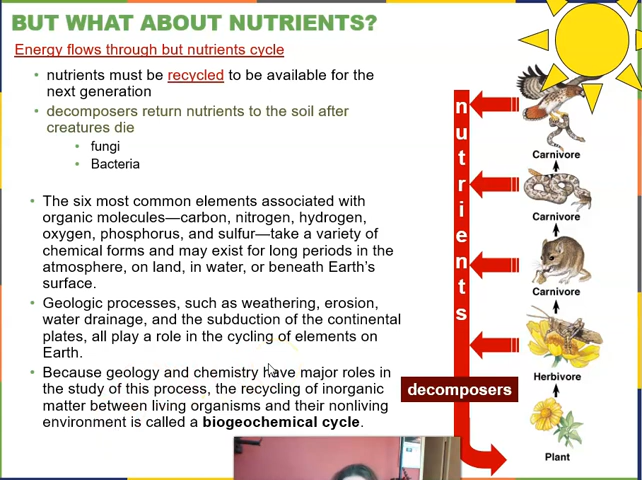 BUT WHAT ABOUT NUTRIENTS?
Energy flows through but nutrients cycle
• nutrients must be recycled to be available for the
next generation
• decomposers return nutrients to the soil after
creatures die
• fungi
• Bacteria
• The six most common elements associated with
organic molecules—carbon, nitrogen, hydrogen,
oxygen, phosphorus, and sulfur—take a variety of
chemical forms and may exist for long periods in the
atmosphere, on land, in water, or beneath Earth's
surface.
• Geologic processes, such as weathering, erosion,
water drainage, and the subduction of the continental
plates, all play a role in the cycling of elements on
Earth.
• Because geology and chemistry have major roles in
the study of this process, the recycling of inorganic
matter between living organisms and their nonliving
environment is called a biogeochemical cycle.
nutrients
decomposers
Carnivore
Carnivore
Carnivore
Herbivore
Plant